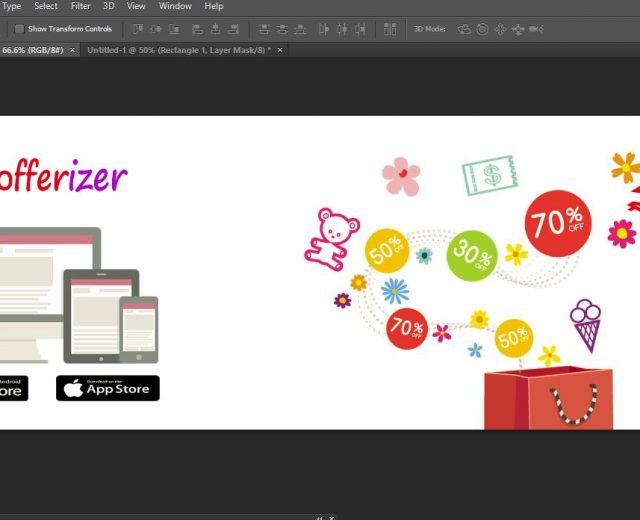 Type Select Filter 3D View Window Help
Show Transform Controls 3D Mode:
66.6% (RGB/8#) × Untitled-1 @ 50% (Rectangle 1, Layer Mask/8) * ×
offerizer
$
70% OFF
50% OFF
30% OFF
70% OFF
50% OFF
Android
ore
Download on the
App Store